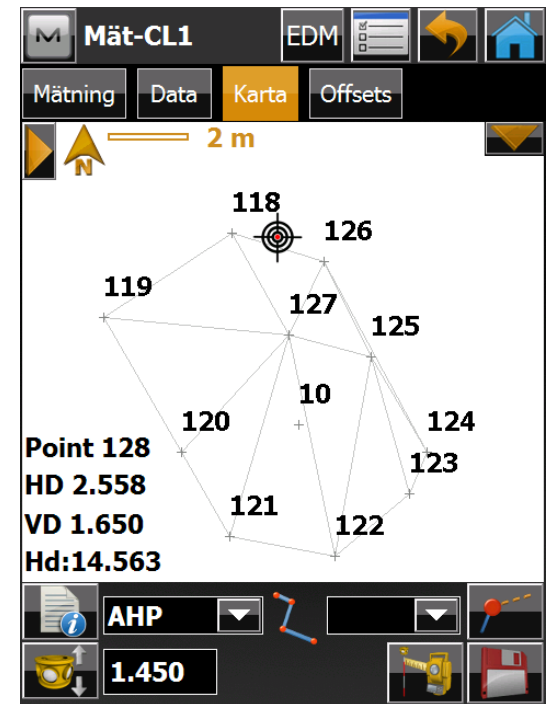 Mät-CL1 EDM
Mätning Data Karta Offsets
N 2 m
118
126
119
127
125
10
120
124
Point 128
123
HD 2.558
121
VD 1.650
122
Hd:14.563
AHP
1.450